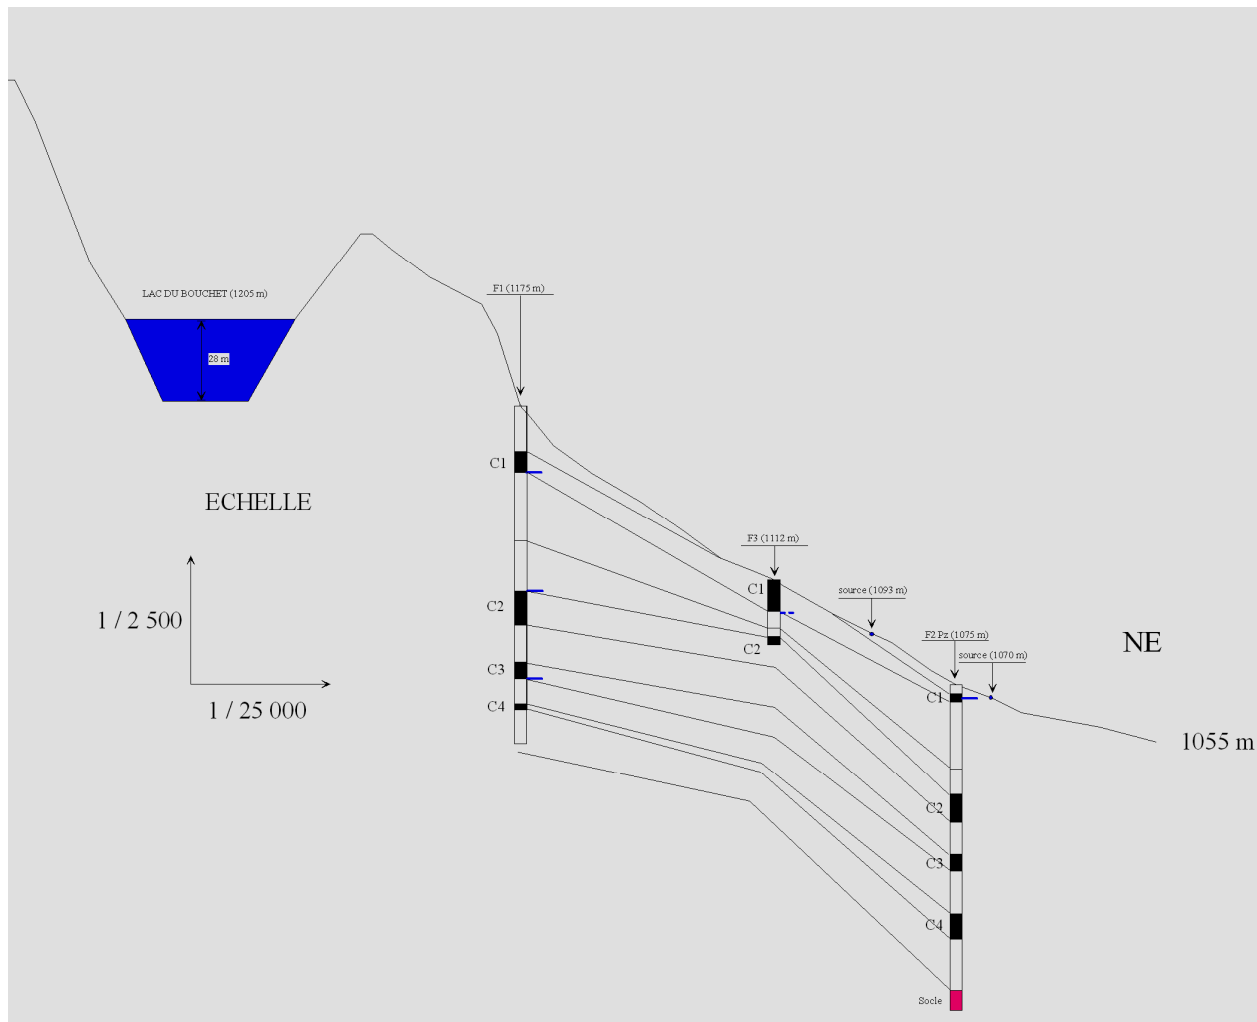 LAC DU BOUCHET (1205 m)
F1 (1175 m)
28 m
C1
ECHELLE
F3 (1112 m)
C1
source (1093 m)
C2
1 / 2 500
F2 Pz (1075 m)
NE
C2
source (1070 m)
C3
C1
C4
1 / 25 000
1055 m
C2
C3
C4
Socle